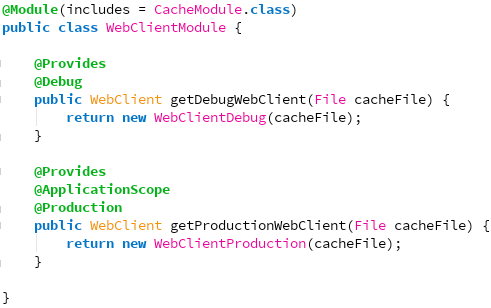 @Module(includes = CacheModule.class)
public class WebClientModule {
@Provides
@Debug
public WebClient getDebugWebClient(File cacheFile) {
return new WebClientDebug(cacheFile);
}
@Provides
@ApplicationScope
@Production
public WebClient getProductionWebClient(File cacheFile) {
return new WebClientProduction(cacheFile);
}
}